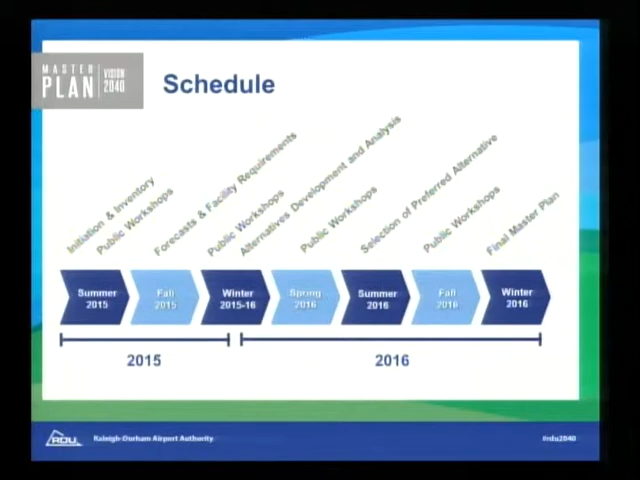 MASTER
PLAN
VISION
2040
Schedule
Initiation & Inventory
Public Workshops
Forecasts & Facility Requirements
Public Workshops
Alternatives Development and Analysis
Public Workshops
Selection of Preferred Alternative
Public Workshops
Final Master Plan
Summer
2015
Fall
2015
Winter
2015-16
Spring
2016
Summer
2016
Fall
2016
Winter
2016
2015
2016
RDU
Raleigh-Durham Airport Authority
#rdu2040